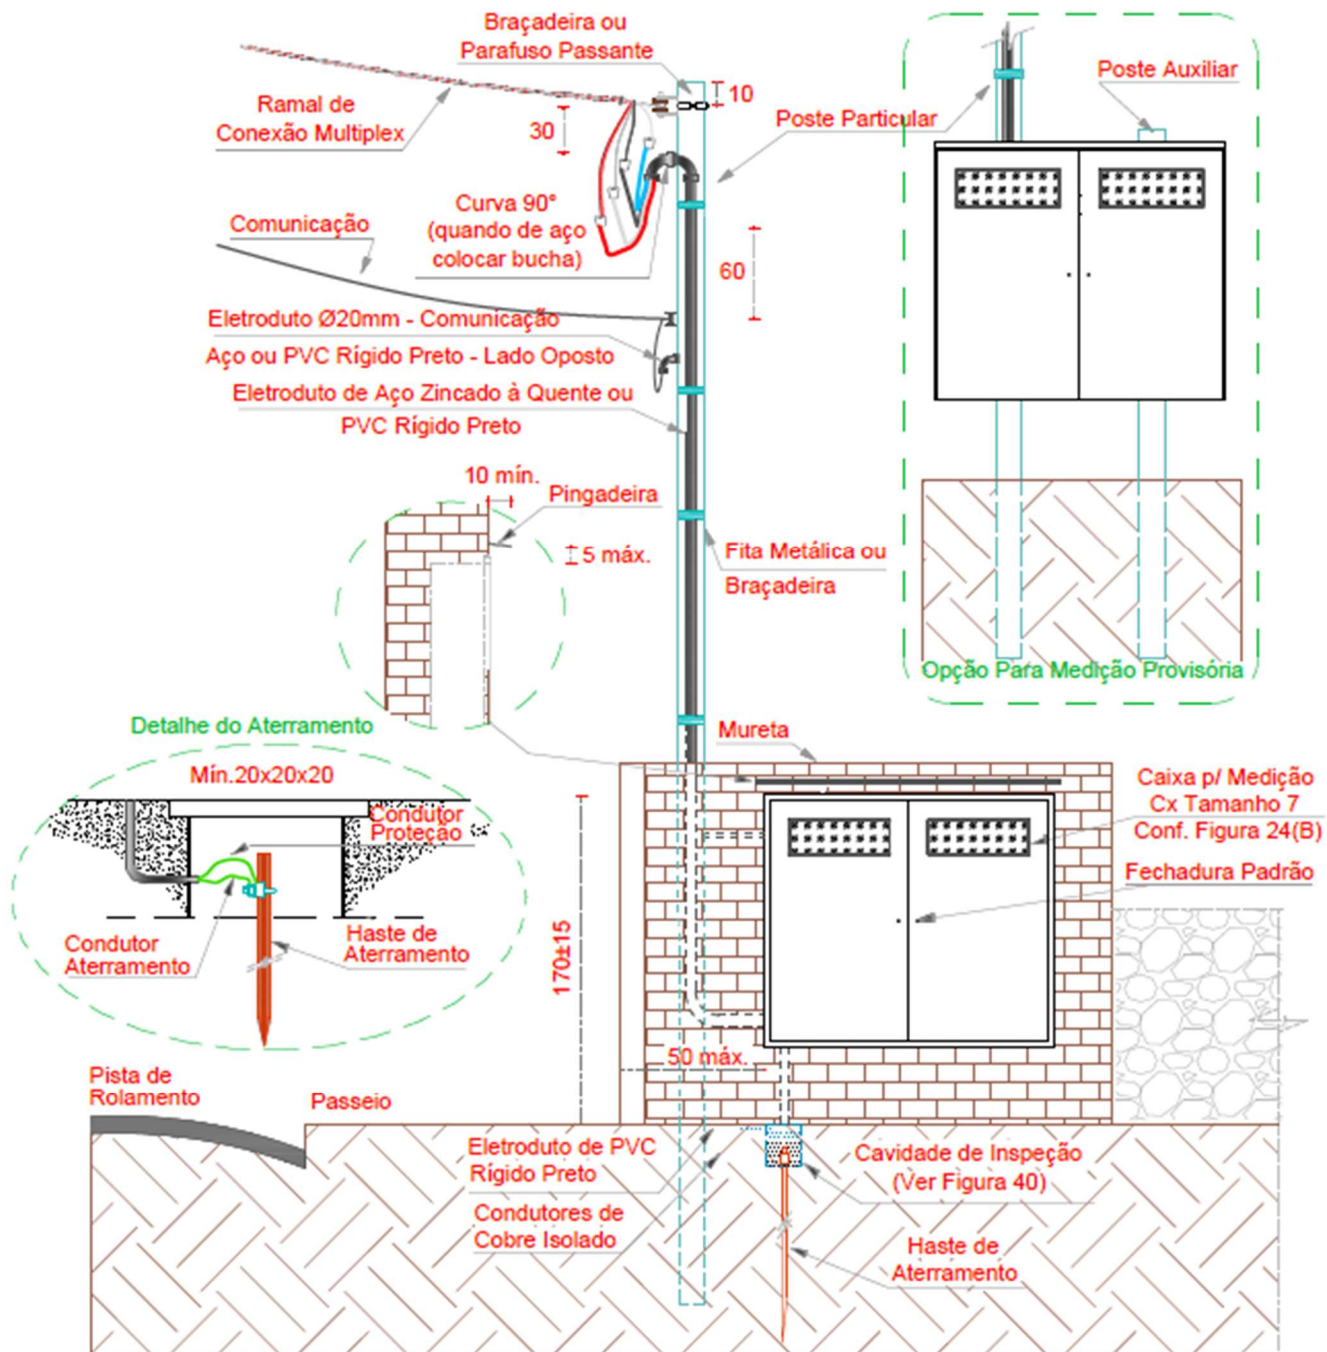 Braçadeira ou
Parafuso Passante
10
Poste Auxiliar
Ramal de
Conexão Multiplex
30
Poste Particular
Curva 90°
(quando de aço
colocar bucha)
Comunicação
60
Eletroduto Ø20mm - Comunicação
Aço ou PVC Rígido Preto - Lado Oposto
Eletroduto de Aço Zincado à Quente ou
PVC Rígido Preto
10 mín.
Pingadeira
5 máx.
Fita Metálica ou
Braçadeira
Opção Para Medição Provisória
Detalhe do Aterramento
Mín.20x20x20
Condutor
Proteção
Condutor
Aterramento
Haste de
Aterramento
Mureta
Caixa p/ Medição
Cx Tamanho 7
Conf. Figura 24(B)
Fechadura Padrão
170±15
50 máx.
Pista de
Rolamento
Passeio
Eletroduto de PVC
Rígido Preto
Condutores de
Cobre Isolado
Cavidade de Inspeção
(Ver Figura 40)
Haste de
Aterramento